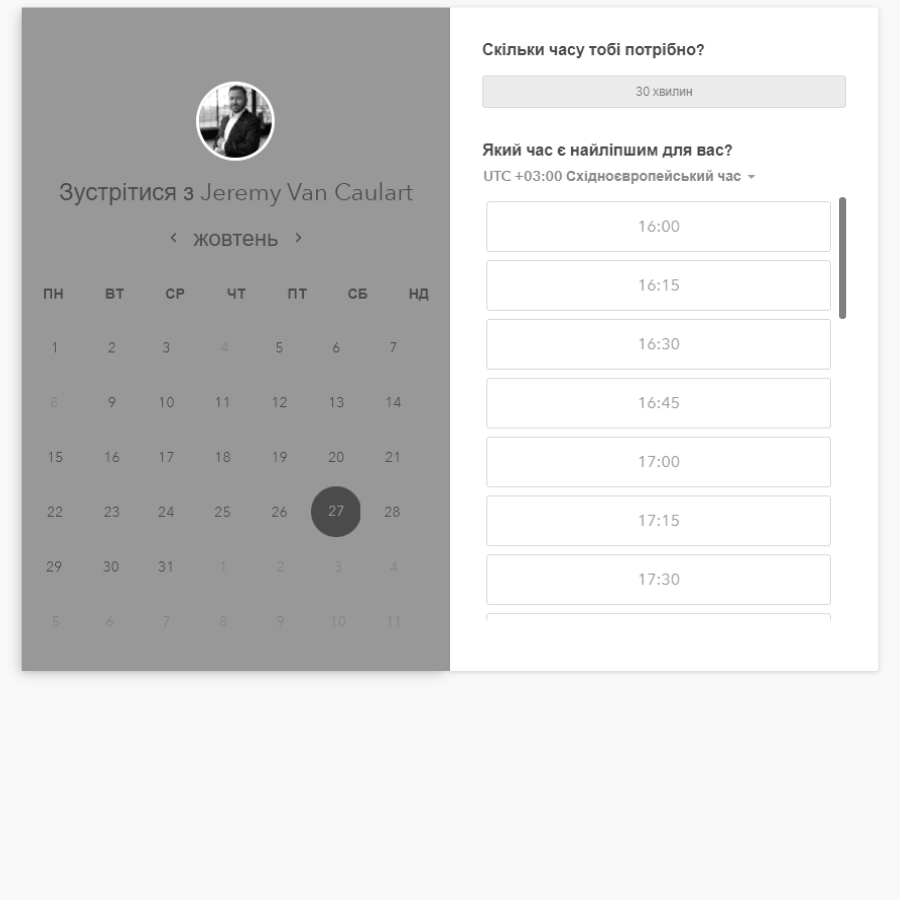 Зустрітися з Jeremy Van Caulart
жовтень
ПН ВТ СР ЧТ ПТ СБ НД
1 2 3 4 5 6 7
8 9 10 11 12 13 14
15 16 17 18 19 20 21
22 23 24 25 26 27 28
29 30 31 1 2 3 4
5 6 7 8 9 10 11
Скільки часу тобі потрібно?
30 хвилин
Який час є найліпшим для вас?
UTC +03:00 Східноєвропейський час
16:00
16:15
16:30
16:45
17:00
17:15
17:30